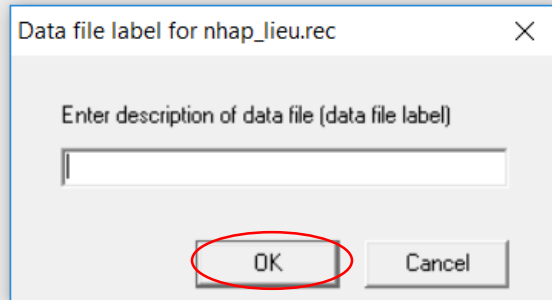 Data file label for nhap_lieu.rec
Enter description of data file (data file label)
OK
Cancel